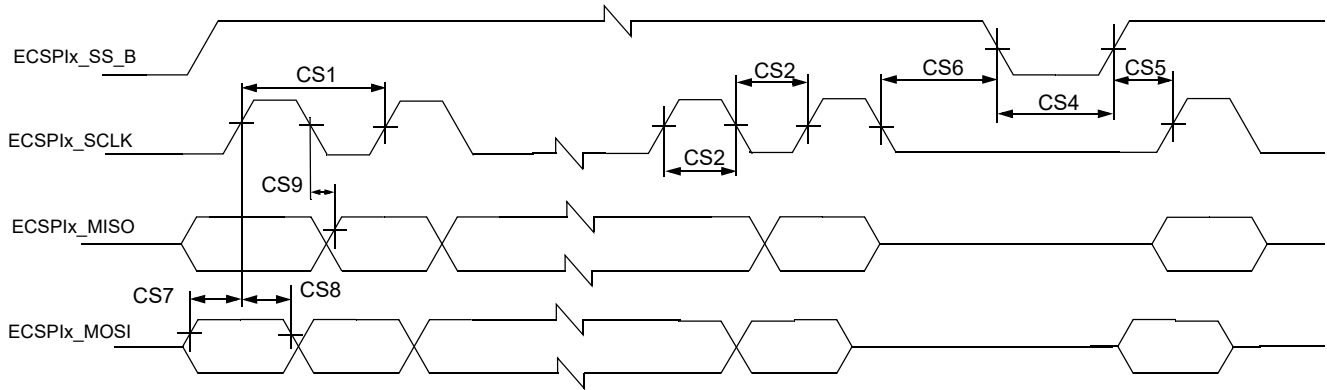 ECSPIx_SS_B
CS1
CS2
CS6
CS5
CS4
ECSPIx_SCLK
CS2
CS9
ECSPIx_MISO
CS7
CS8
ECSPIx_MOSI